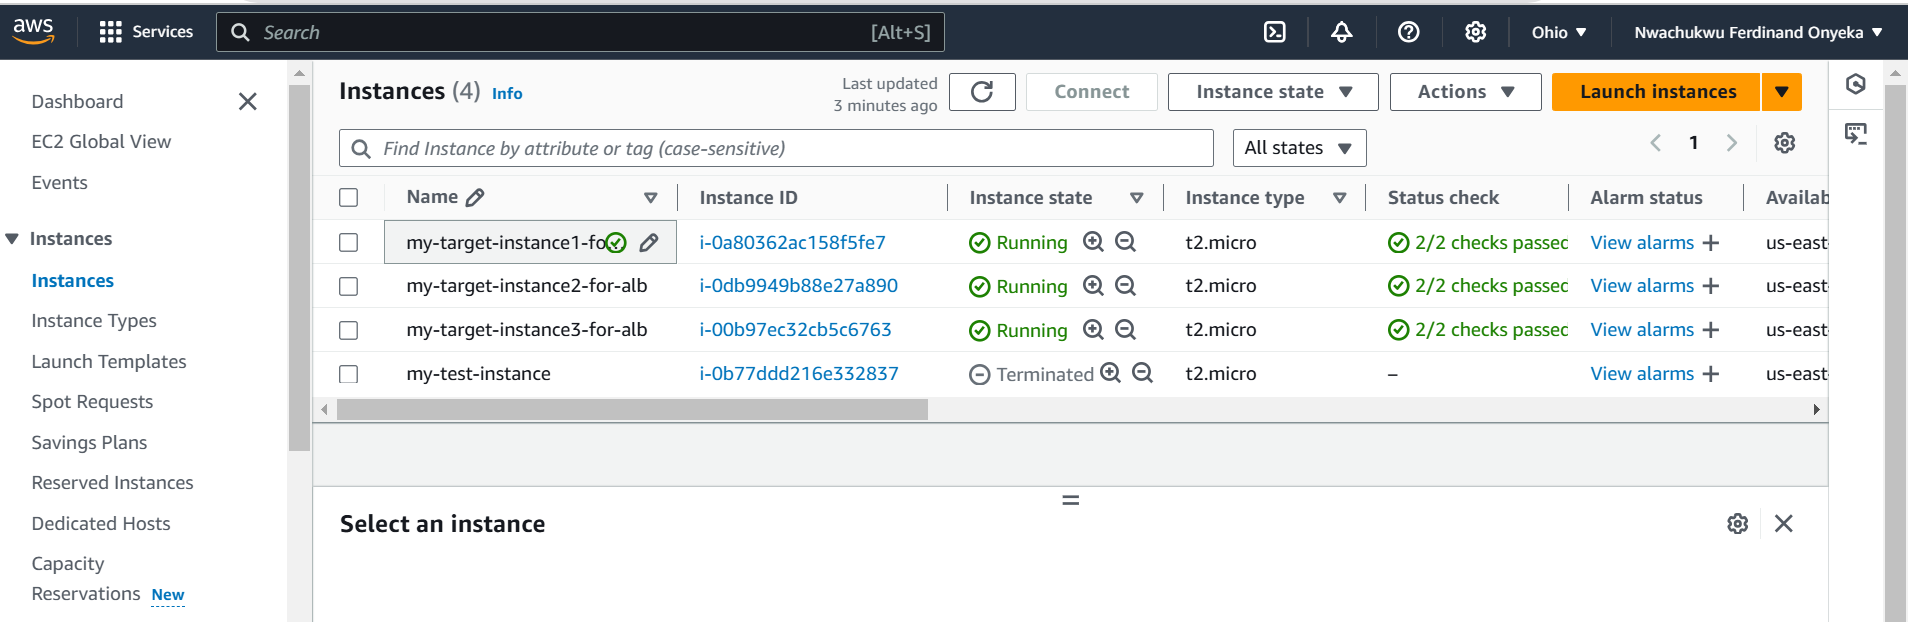 aws
Services
Search
[Alt+S]
Ohio
Nwachukwu Ferdinand Onyeka
Dashboard
EC2 Global View
Events
Instances
Instances
Instance Types
Launch Templates
Spot Requests
Savings Plans
Reserved Instances
Dedicated Hosts
Capacity
Reservations New
Instances (4) Info
Last updated
3 minutes ago
Connect
Instance state
Actions
Launch instances
Find Instance by attribute or tag (case-sensitive)
All states
1
Name Instance ID Instance state Instance type Status check Alarm status Availab
my-target-instance1-fo... i-0a80362ac158f5fe7 Running t2.micro 2/2 checks passed View alarms + us-east-
my-target-instance2-for-alb i-0db9949b88e27a890 Running t2.micro 2/2 checks passed View alarms + us-east-
my-target-instance3-for-alb i-00b97ec32cb5c6763 Running t2.micro 2/2 checks passed View alarms + us-east-
my-test-instance i-0b77ddd216e332837 Terminated t2.micro – View alarms + us-east-
Select an instance